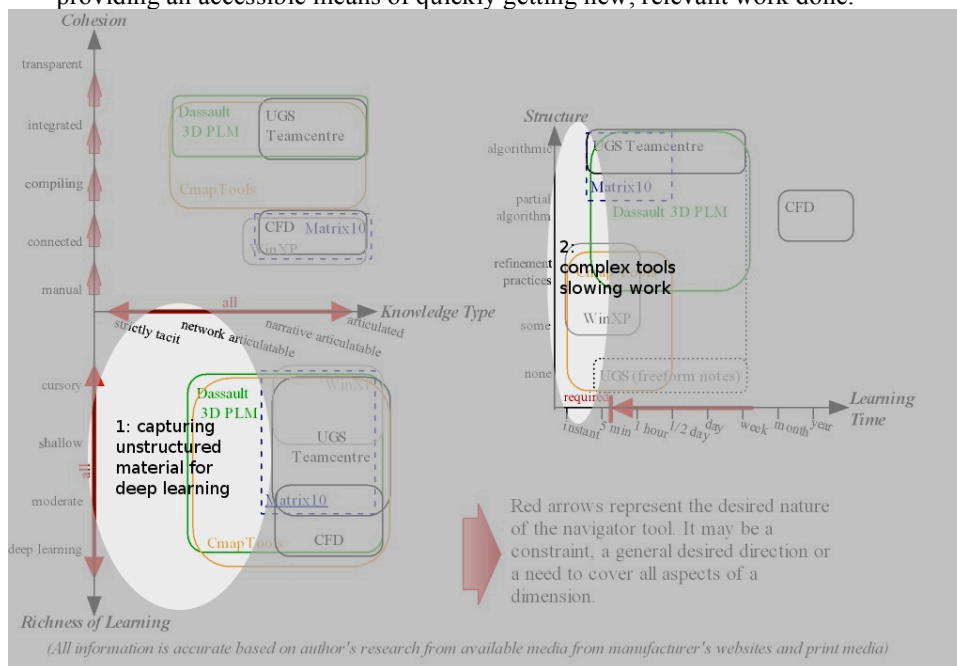 providing an accessible means of quickly getting new, relevant work done.
Cohesion
transparent
integrated
compiling
connected
manual
Dassault
3D PLM
UGS
Teamcentre
CmapTools
CFD
Matrix10
WinXP
all
Knowledge Type
strictly tacit
network articulatable
narrative articulatable
articulated
cursory
shallow
all
moderate
deep learning
Richness of Learning
Dassault
3D PLM
WinXP
UGS
Teamcentre
Matrix10
CmapTools
CFD
1: capturing
unstructured
material for
deep learning
Structure
algorithmic
partial
algorithm
refinement
practices
some
none
UGS Teamcentre
Matrix10
Dassault 3D PLM
CFD
2:
complex tools
slowing work
CmapTools
WinXP
UGS (freeform notes)
required
instant
5 min
1 hour
1/2 day
day
week
month
year
Learning
Time
Red arrows represent the desired nature
of the navigator tool. It may be a
constraint, a general desired direction or
a need to cover all aspects of a
dimension.
(All information is accurate based on author's research from available media from manufacturer's websites and print media)